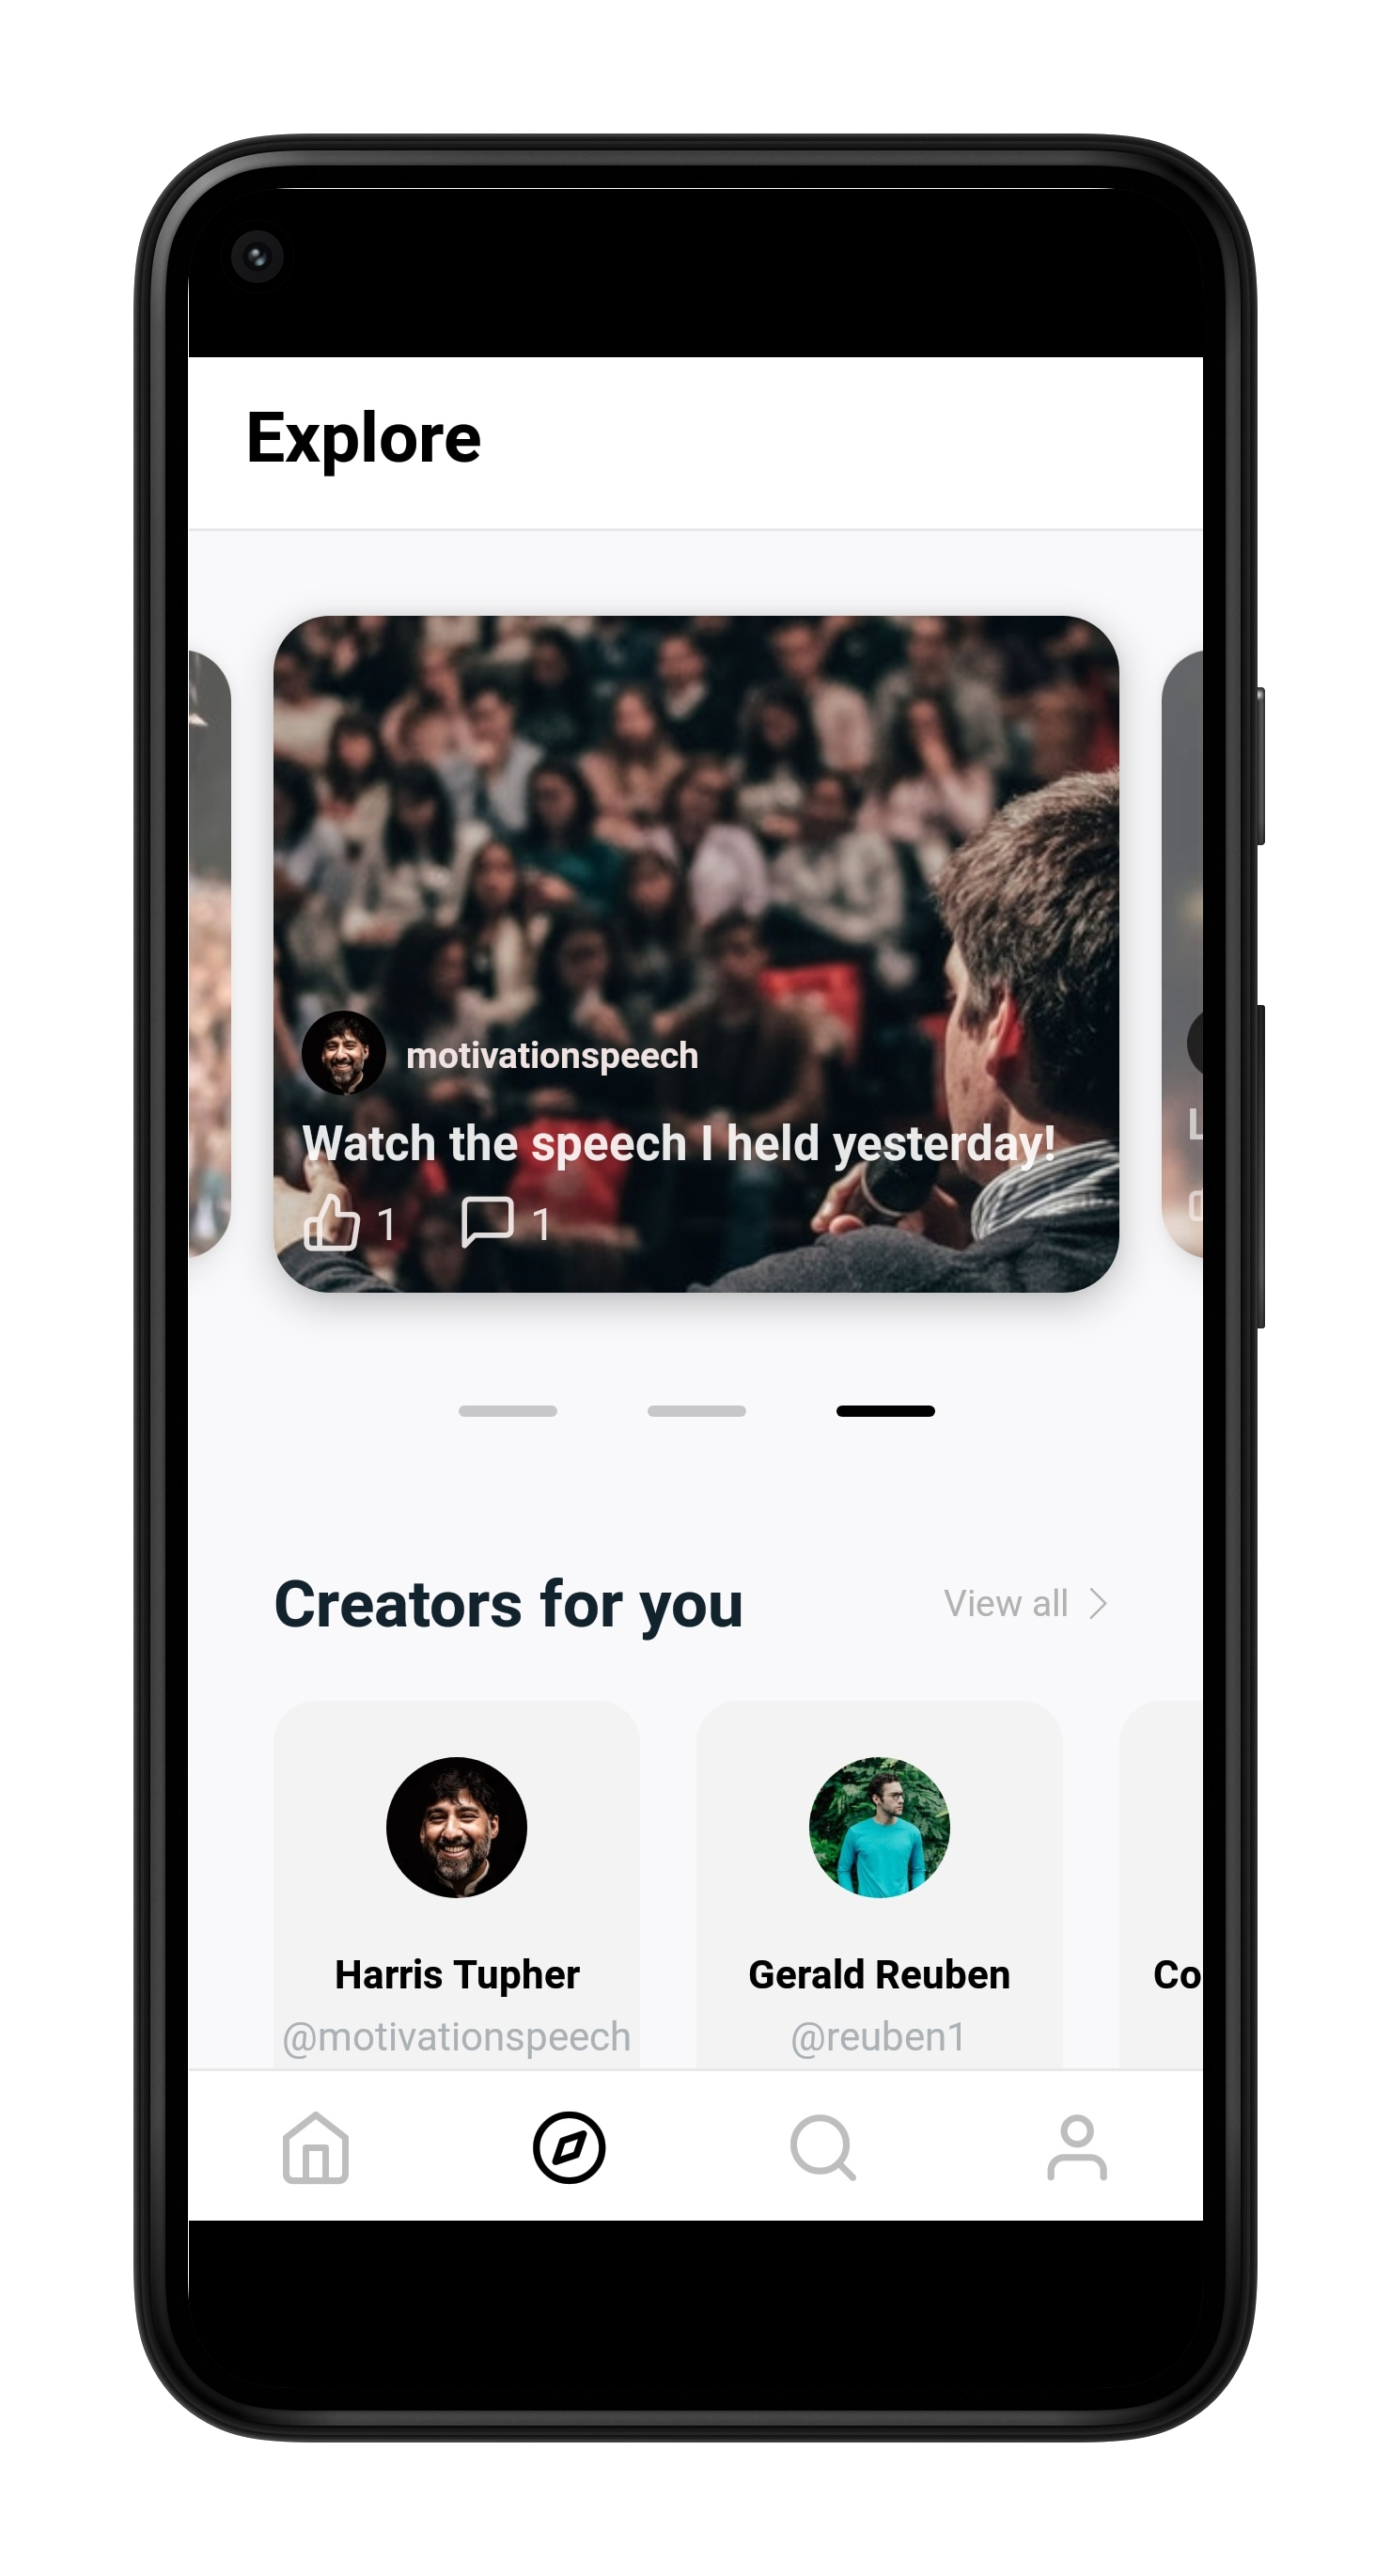 Explore
motivationspeech
Watch the speech I held yesterday!
1 1
L
0
Creators for you
View all
Harris Tupher
Gerald Reuben
Co
@motivationspeech
@reuben1